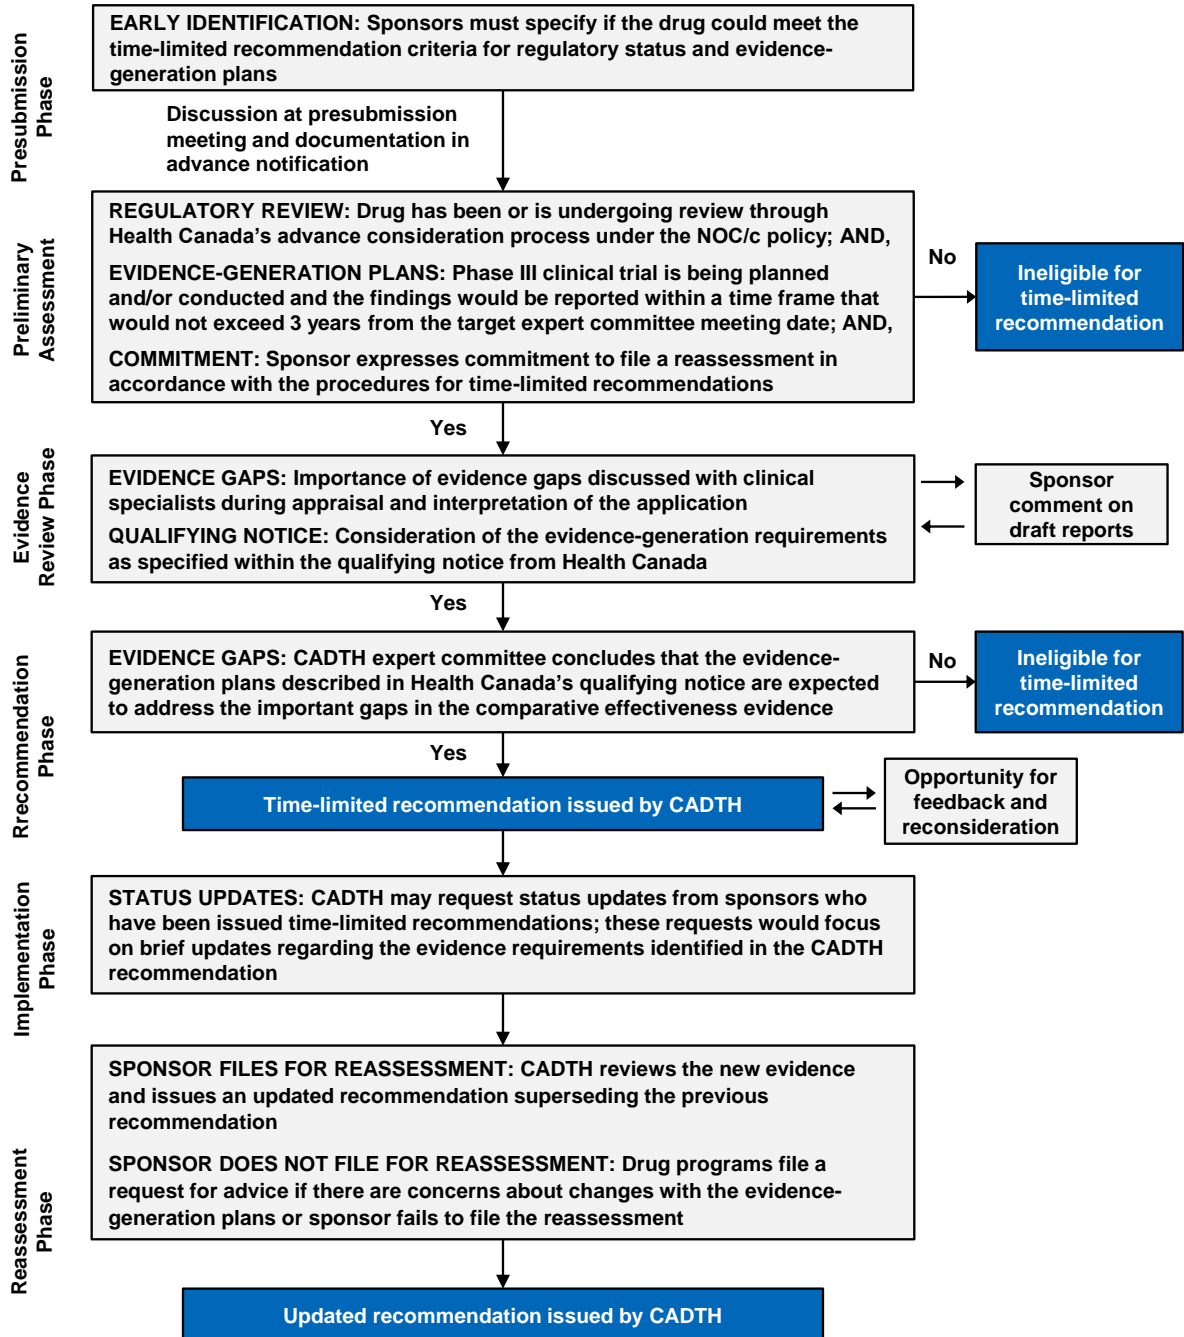 Presubmission
Phase
EARLY IDENTIFICATION: Sponsors must specify if the drug could meet the
time-limited recommendation criteria for regulatory status and evidence-
generation plans
Discussion at presubmission
meeting and documentation in
advance notification
Preliminary
Assessment
REGULATORY REVIEW: Drug has been or is undergoing review through
Health Canada's advance consideration process under the NOC/c policy; AND,
EVIDENCE-GENERATION PLANS: Phase III clinical trial is being planned
and/or conducted and the findings would be reported within a time frame that
would not exceed 3 years from the target expert committee meeting date; AND,
COMMITMENT: Sponsor expresses commitment to file a reassessment in
accordance with the procedures for time-limited recommendations
No
Ineligible for
time-limited
recommendation
Yes
Evidence
Review Phase
EVIDENCE GAPS: Importance of evidence gaps discussed with clinical
specialists during appraisal and interpretation of the application
QUALIFYING NOTICE: Consideration of the evidence-generation requirements
as specified within the qualifying notice from Health Canada
Sponsor
comment on
draft reports
Yes
Rrecommendation
Phase
EVIDENCE GAPS: CADTH expert committee concludes that the evidence-
generation plans described in Health Canada's qualifying notice are expected
to address the important gaps in the comparative effectiveness evidence
No
Ineligible for
time-limited
recommendation
Yes
Time-limited recommendation issued by CADTH
Opportunity for
feedback and
reconsideration
Implementation
Phase
STATUS UPDATES: CADTH may request status updates from sponsors who
have been issued time-limited recommendations; these requests would focus
on brief updates regarding the evidence requirements identified in the CADTH
recommendation
Reassessment
Phase
SPONSOR FILES FOR REASSESSMENT: CADTH reviews the new evidence
and issues an updated recommendation superseding the previous
recommendation
SPONSOR DOES NOT FILE FOR REASSESSMENT: Drug programs file a
request for advice if there are concerns about changes with the evidence-
generation plans or sponsor fails to file the reassessment
Updated recommendation issued by CADTH